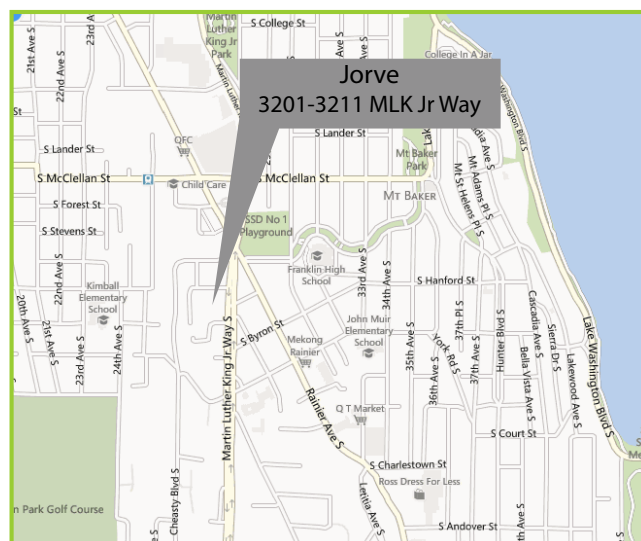 Jorve
3201-3211 MLK Jr Way
S College St
Martin
Luther
King Jr
Park
College In A Jar
21st Ave S
22nd Ave S
23rd A
Martin Luther
Washington Blvd S
QFC
S Lander St
S Lander St
Lak
Mt Baker
Park
Mt Adams Pl S
Mt St Helens Pl S
S McClellan St
S McClellan St
Child Care
MT BAKER
S Forest St
S Stevens St
SSD No 1
Playground
Franklin High
School
33rd Ave S
34th Ave S
S Hanford St
Kimball
Elementary
School
20th Ave S
21st Ave S
22nd Ave S
23rd Ave S
24th Ave S
S Byron St
John Muir
Elementary
School
Mekong
Rainier
35th Ave S
36th Ave S
York Rd S
37th Pl S
37th Ave S
Hunter Blvd S
Cascadia Ave S
Bella Vista Ave S
Sierra Dr S
Lakewood Ave S
Lake Washington Blvd S
Martin Luther King Jr Way S
Rainier Ave S
Q T Market
S Court St
Cheasty Blvd S
S Charlestown St
Ross Dress For Less
Letitia Ave S
S Andover St
n Park Golf Course